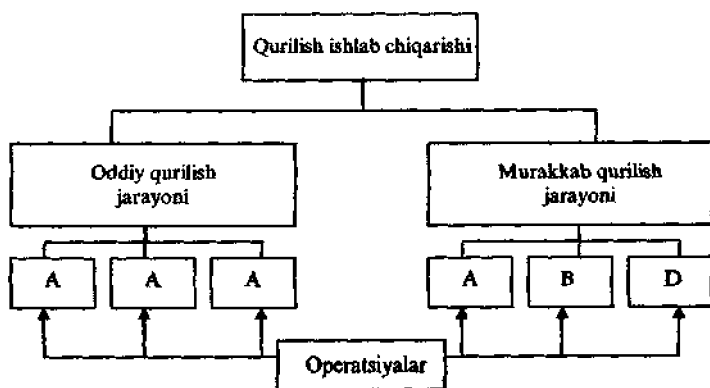 Qurilish ishlab chiqarishi
Oddiy qurilish
jarayoni
Murakkab qurilish
jarayoni
A
A
A
A
B
D
Operatsiyalar